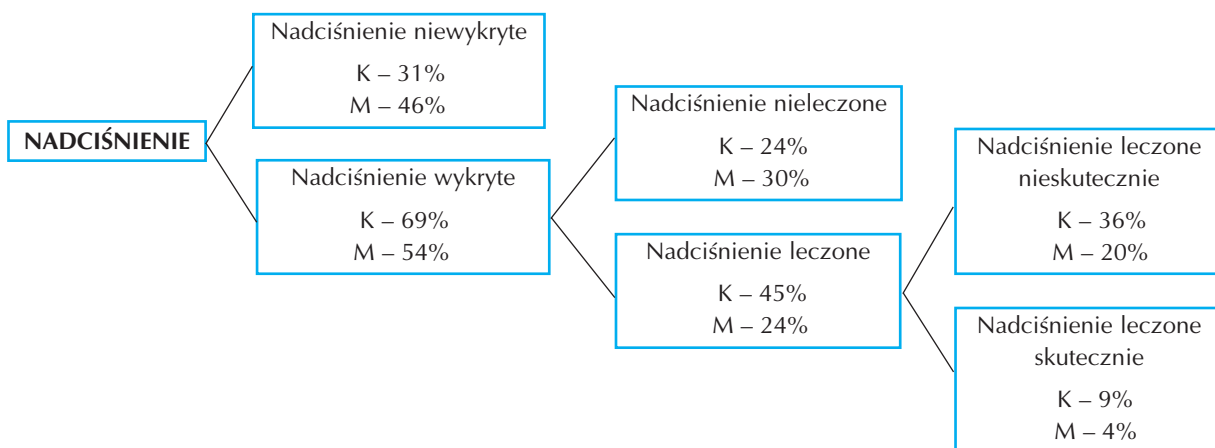 NADCIŚNIENIE
Nadciśnienie niewykryte
K – 31%
M – 46%
Nadciśnienie wykryte
K – 69%
M – 54%
Nadciśnienie nieleczone
K – 24%
M – 30%
Nadciśnienie leczone
K – 45%
M – 24%
Nadciśnienie leczone
nieskutecznie
K – 36%
M – 20%
Nadciśnienie leczone
skutecznie
K – 9%
M – 4%